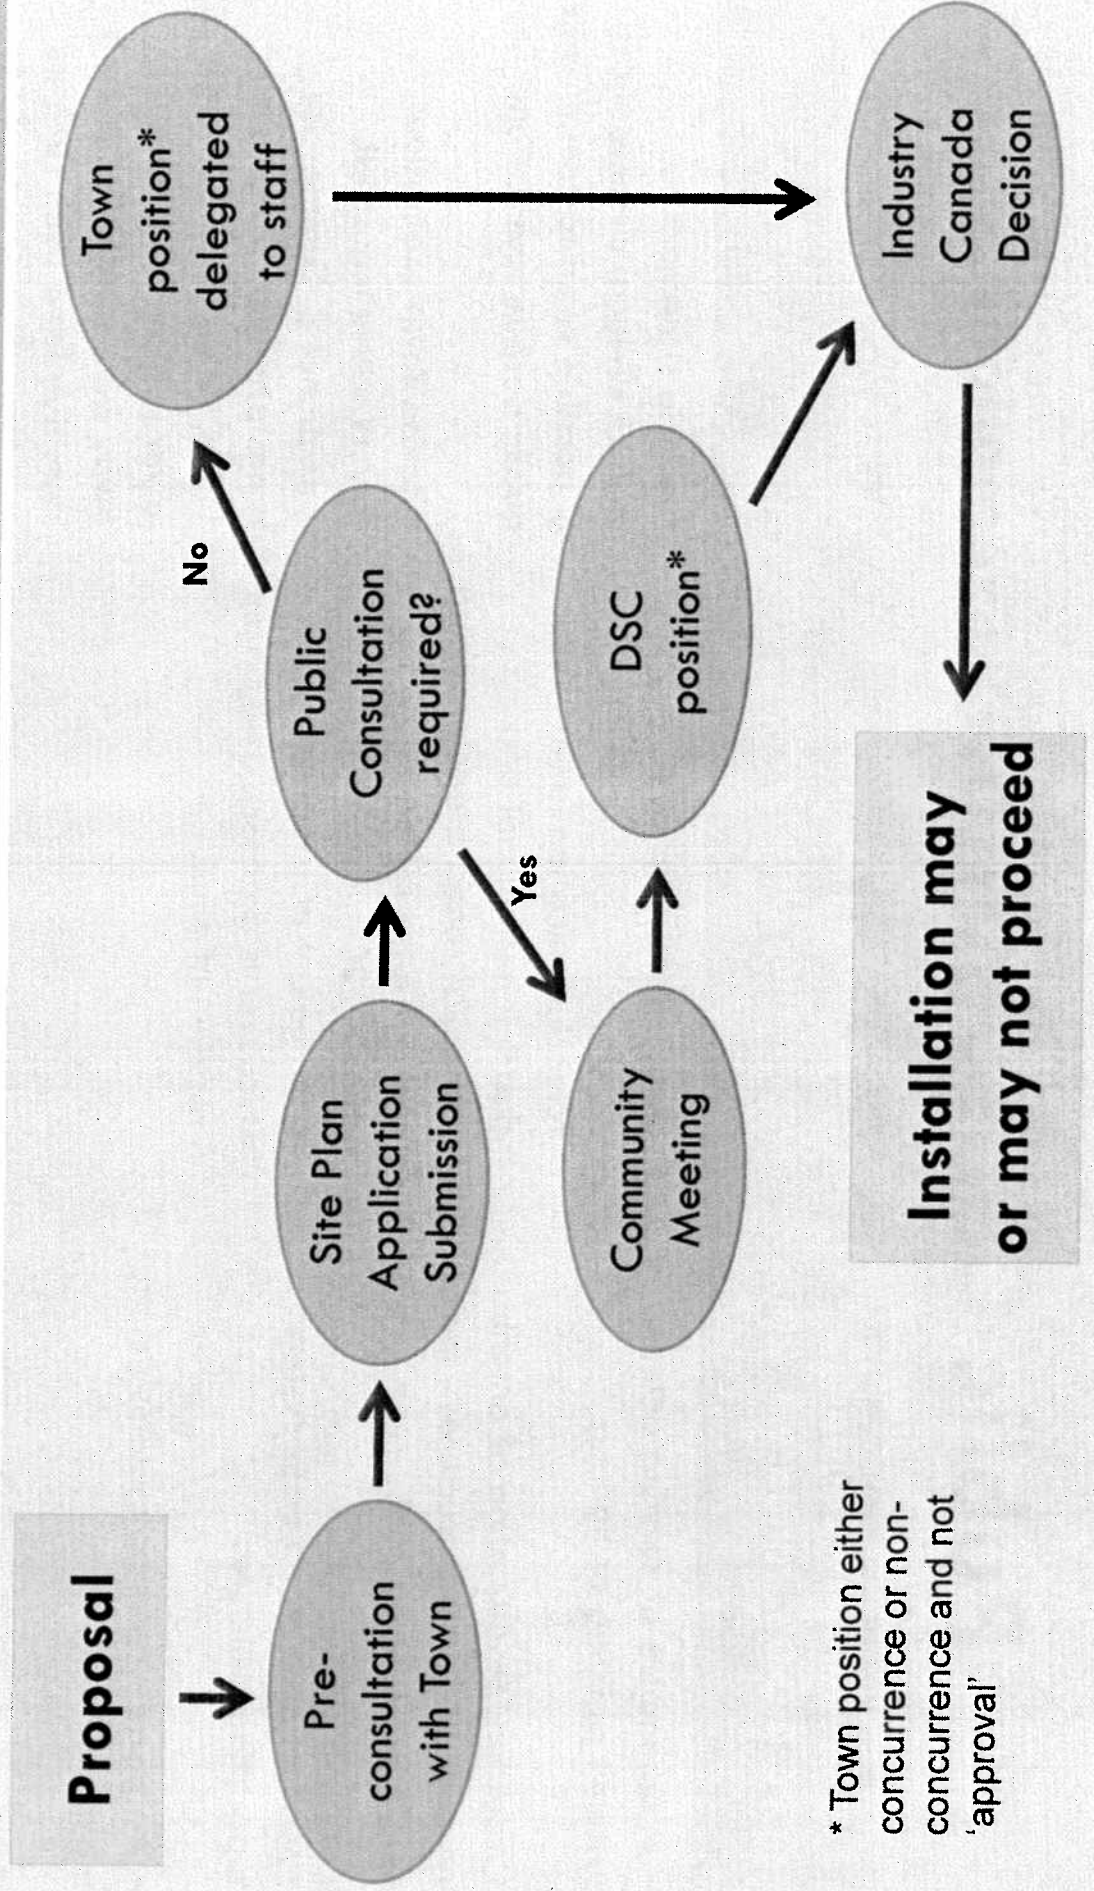 Proposal
Pre-
consultation
with Town
Site Plan
Application
Submission
Public
Consultation
required?
No
Town
position*
delegated
to staff
Yes
Community
Meeting
DSC
position*
Industry
Canada
Decision
Installation may
or may not proceed
* Town position either
concurrence or non-
concurrence and not
‘approval’